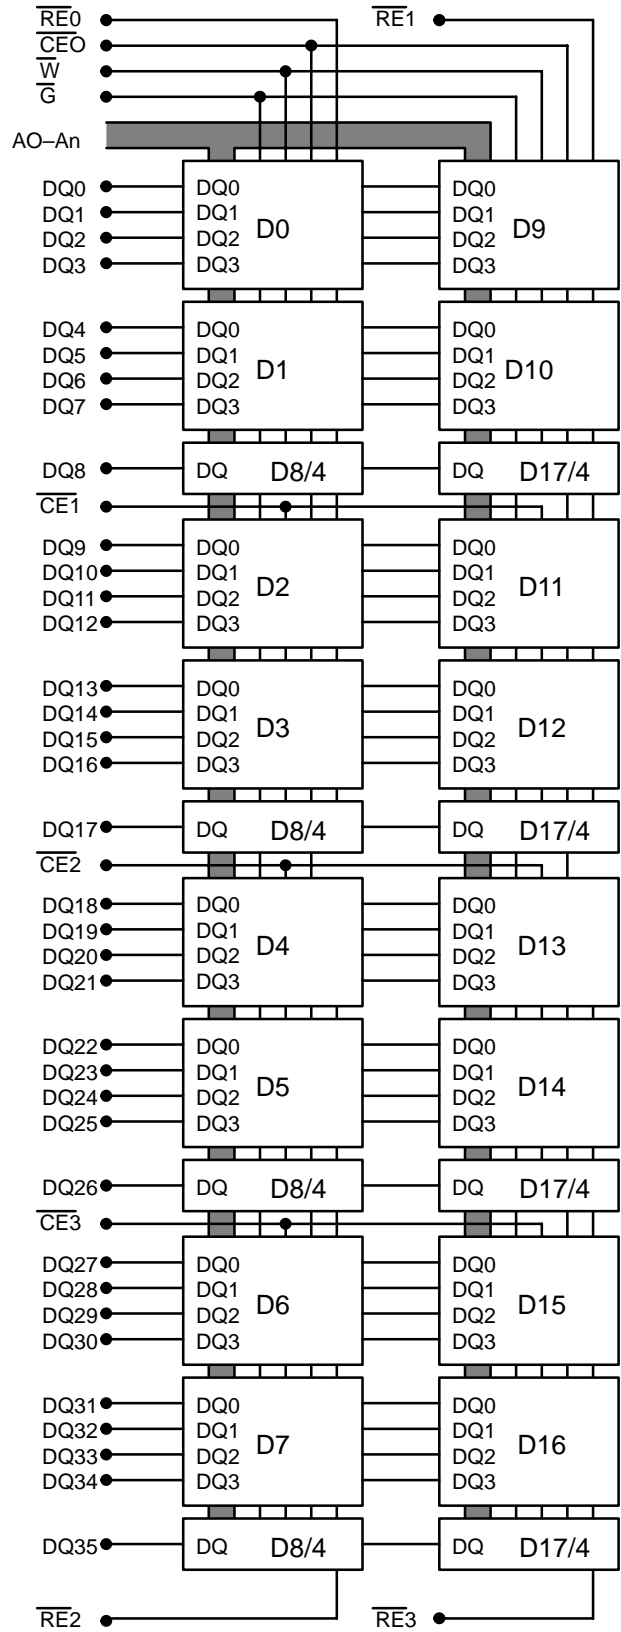 RE0 RE1
CEO
W
G
AO–An
DQ0 DQ0 DQ0
DQ1 DQ1 D0 DQ1 D9
DQ2 DQ2 DQ2
DQ3 DQ3 DQ3
DQ4 DQ0 DQ0
DQ5 DQ1 D1 DQ1 D10
DQ6 DQ2 DQ2
DQ7 DQ3 DQ3
DQ8 DQ D8/4 DQ D17/4
CE1
DQ9 DQ0 DQ0
DQ10 DQ1 D2 DQ1 D11
DQ11 DQ2 DQ2
DQ12 DQ3 DQ3
DQ13 DQ0 DQ0
DQ14 DQ1 D3 DQ1 D12
DQ15 DQ2 DQ2
DQ16 DQ3 DQ3
DQ17 DQ D8/4 DQ D17/4
CE2
DQ18 DQ0 DQ0
DQ19 DQ1 D4 DQ1 D13
DQ20 DQ2 DQ2
DQ21 DQ3 DQ3
DQ22 DQ0 DQ0
DQ23 DQ1 D5 DQ1 D14
DQ24 DQ2 DQ2
DQ25 DQ3 DQ3
DQ26 DQ D8/4 DQ D17/4
CE3
DQ27 DQ0 DQ0
DQ28 DQ1 D6 DQ1 D15
DQ29 DQ2 DQ2
DQ30 DQ3 DQ3
DQ31 DQ0 DQ0
DQ32 DQ1 D7 DQ1 D16
DQ33 DQ2 DQ2
DQ34 DQ3 DQ3
DQ35 DQ D8/4 DQ D17/4
RE2 RE3